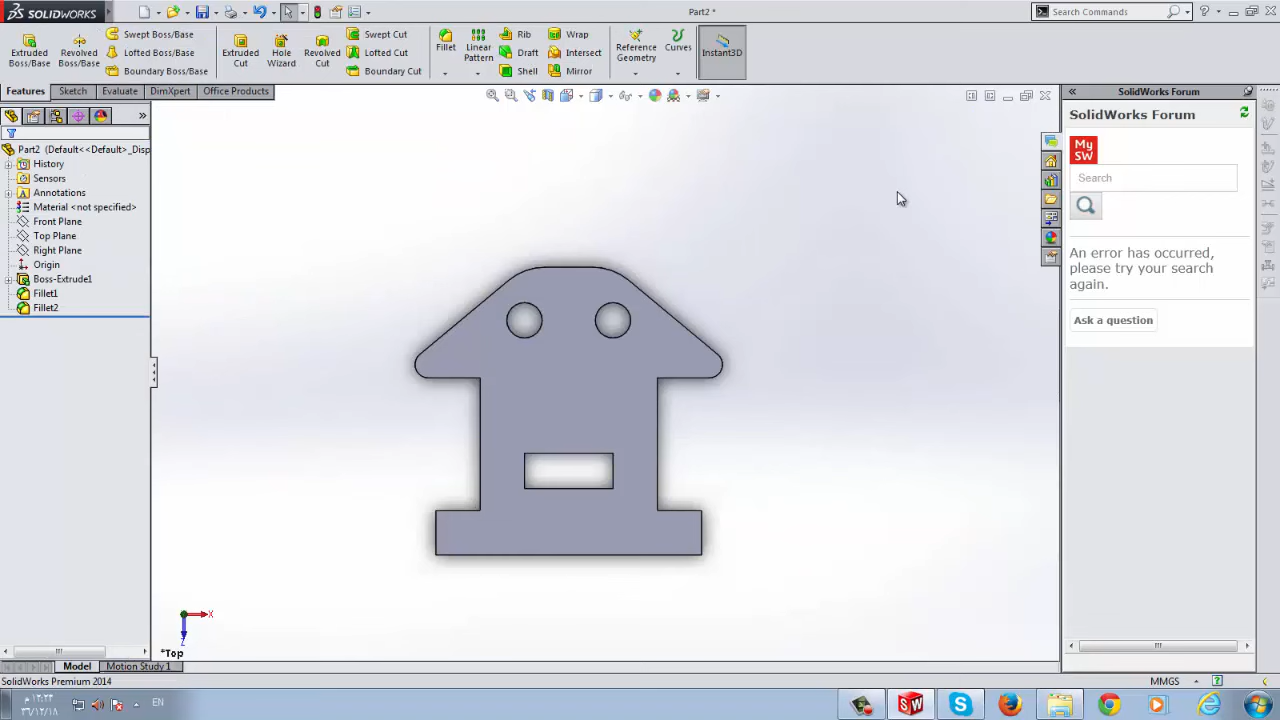 SOLIDWORKS
Part2 *
Search Commands
Extruded Boss/Base
Revolved Boss/Base
Swept Boss/Base
Lofted Boss/Base
Boundary Boss/Base
Extruded Cut
Hole Wizard
Revolved Cut
Swept Cut
Lofted Cut
Boundary Cut
Fillet
Linear Pattern
Rib
Draft
Shell
Wrap
Intersect
Mirror
Reference Geometry
Curves
Instant3D
Features
Sketch
Evaluate
DimXpert
Office Products
Part2 (Default<<Default>_Disp
History
Sensors
Annotations
Material <not specified>
Front Plane
Top Plane
Right Plane
Origin
Boss-Extrude1
Fillet1
Fillet2
X
Z
*Top
SolidWorks Forum
SolidWorks Forum
My
SW
Search
An error has occurred,
please try your search
again.
Ask a question
Model
Motion Study 1
SolidWorks Premium 2014
MMGS
EN